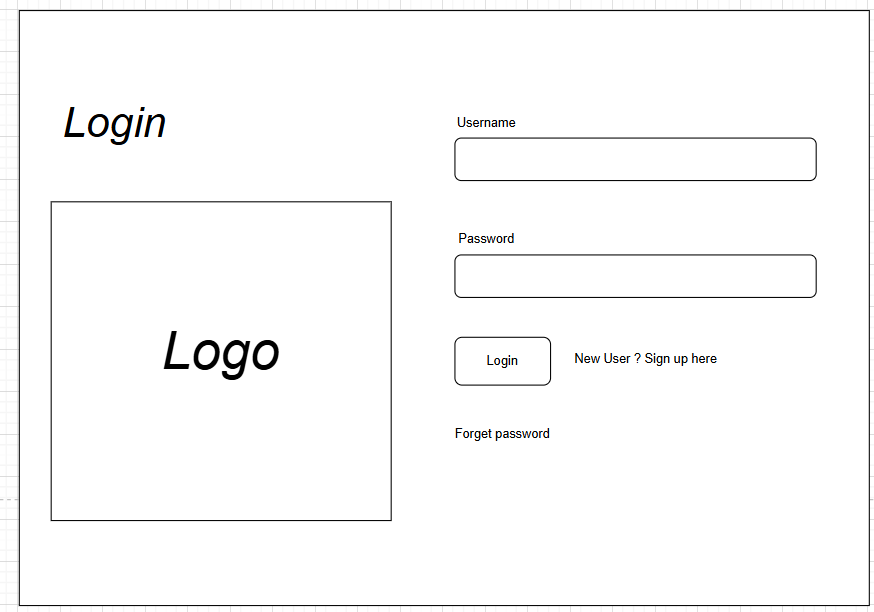 Login
Logo
Username
Password
Login
New User ? Sign up here
Forget password